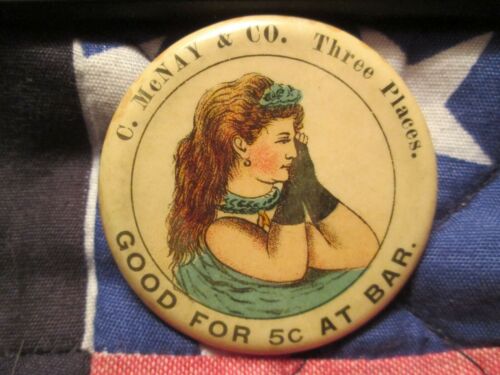 C. McNAY & CO. Three Places.
GOOD FOR 5c AT BAR.